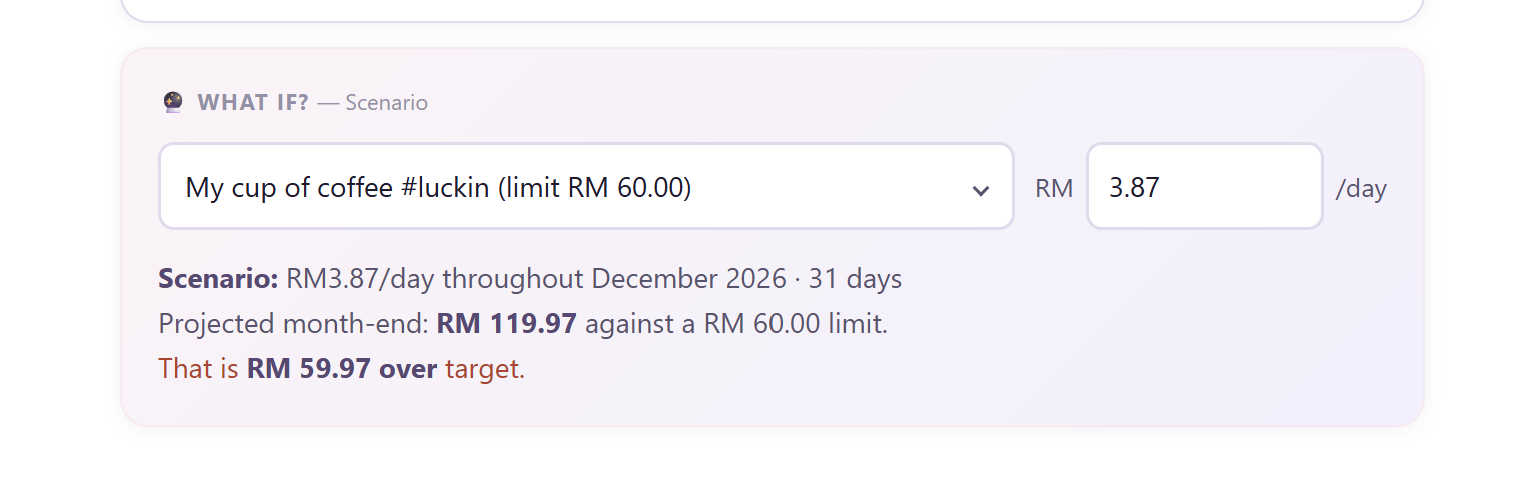 WHAT IF? — Scenario
My cup of coffee #luckin (limit RM 60.00) RM 3.87 /day
Scenario: RM3.87/day throughout December 2026 · 31 days
Projected month-end: RM 119.97 against a RM 60.00 limit.
That is RM 59.97 over target.